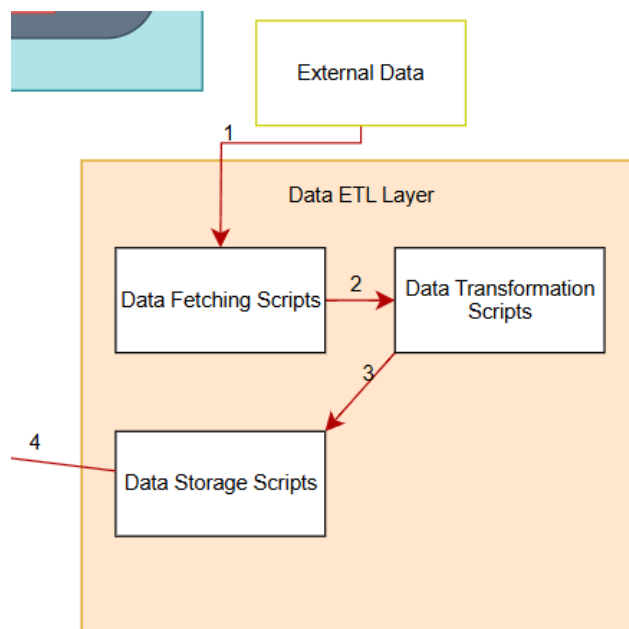 External Data
1
Data ETL Layer
Data Fetching Scripts
2
Data Transformation
Scripts
3
4
Data Storage Scripts